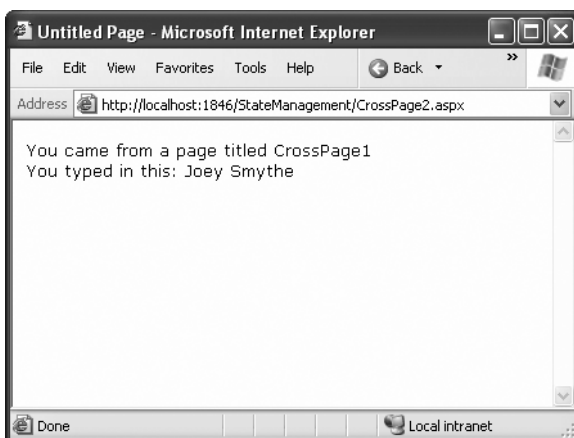 Untitled Page - Microsoft Internet Explorer
File Edit View Favorites Tools Help Back »
Address http://localhost:1846/StateManagement/CrossPage2.aspx
You came from a page titled CrossPage1
You typed in this: Joey Smythe
Done Local intranet